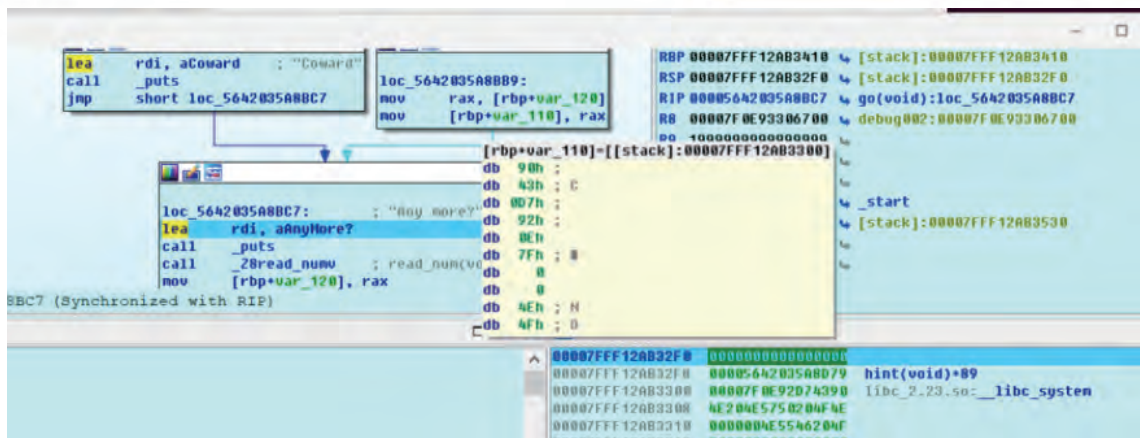 lea rdi, aCoward ; "Coward"
call _puts
jmp short loc_5642035A8BC7
loc_5642035A8BB9:
mov rax, [rbp+var_120]
mov [rbp+var_110], rax
RBP 00007FFF12AB3410 [stack]:00007FFF12AB3410
RSP 00007FFF12AB32F0 [stack]:00007FFF12AB32F0
RIP 00005642035A8BC7 go(void):loc_5642035A8BC7
R8 00007F0E93306700 debug002:00007F0E93306700
_start
[stack]:00007FFF12AB3530
[rbp+var_110]=[[stack]:00007FFF12AB3300]
db 90h ;
db 43h ; C
db 0D7h ;
db 92h ;
db 0Eh
db 7Fh ;
db 0
db 0
db 4Eh ; N
db 4Fh ; O
loc_5642035A8BC7: ; "Any more?"
lea rdi, aAnyMore?
call _puts
call _28read_numv ; read_num(vo
mov [rbp+var_120], rax
8BC7 (Synchronized with RIP)
00007FFF12AB32F0 0000000000000000
00007FFF12AB32F8 00005642035A8D79 hint(void)+89
00007FFF12AB3300 00007F0E92D74390 libc_2.23.so:__libc_system
00007FFF12AB3308 4E204E5750204F4E
00007FFF12AB3310 0000004E5546204F